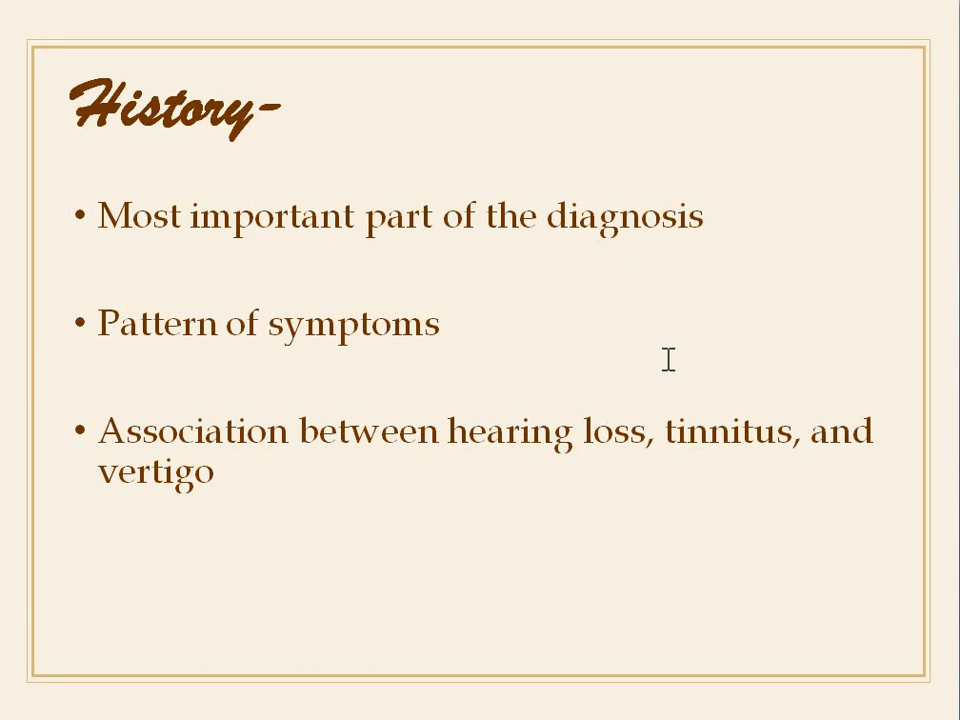 History-
• Most important part of the diagnosis
• Pattern of symptoms
• Association between hearing loss, tinnitus, and
vertigo